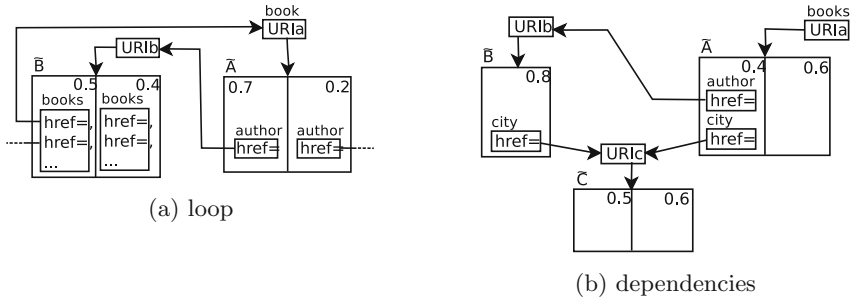 book
URIa
URIb
B̃
Ã
0.5
0.4
0.7
0.2
books
books
href=,
href=,
...
href=,
href=,
...
author
href=
author
href=
(a) loop
books
URIa
URIb
B̃
Ã
0.8
0.4
0.6
author
href=
city
href=
city
href=
URIc
C̃
0.5
0.6
(b) dependencies